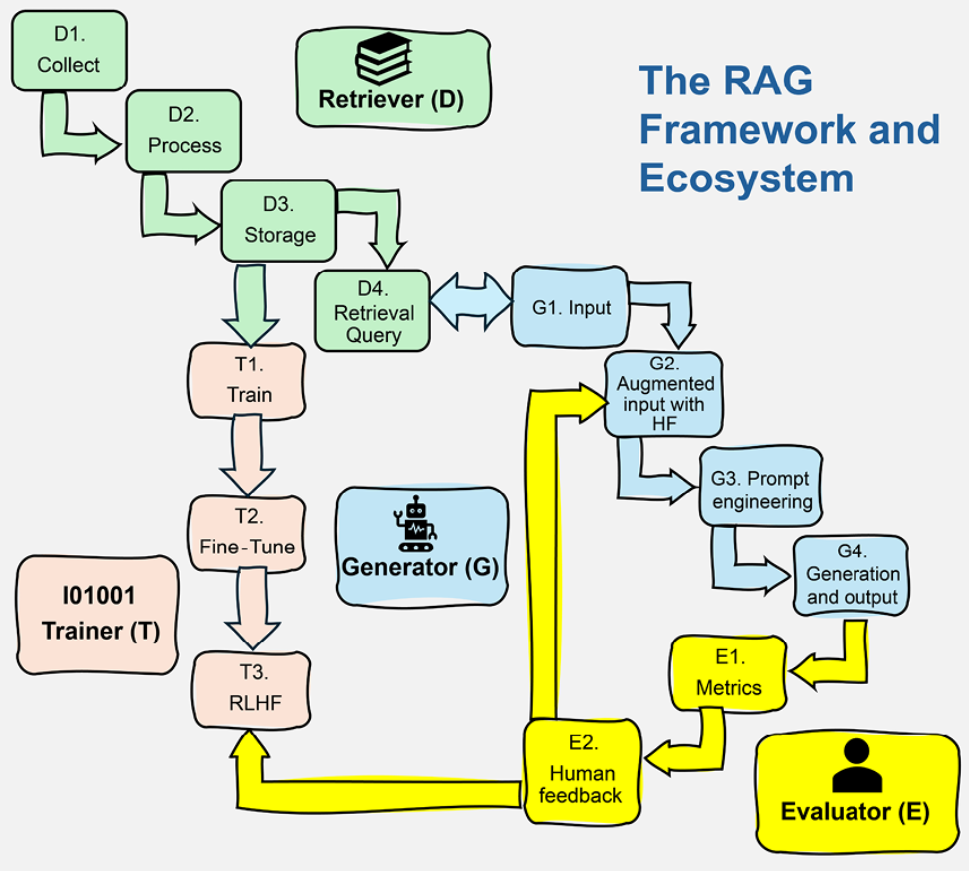 D1.
Collect
Retriever (D)
The RAG
Framework and
Ecosystem
D2.
Process
D3.
Storage
D4.
Retrieval
Query
G1. Input
T1.
Train
G2.
Augmented
input with
HF
G3. Prompt
engineering
T2.
Fine-Tune
Generator (G)
G4.
Generation
and output
I01001
Trainer (T)
T3.
RLHF
E1.
Metrics
E2.
Human
feedback
Evaluator (E)